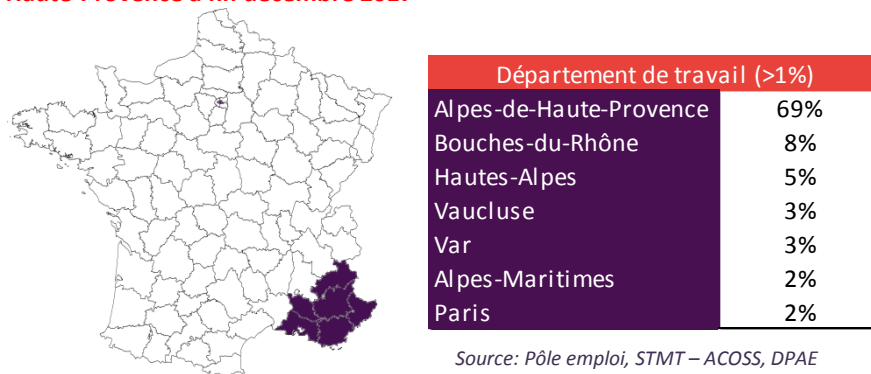 Département de travail (>1%)
Alpes-de-Haute-Provence 69%
Bouches-du-Rhône 8%
Hautes-Alpes 5%
Vaucluse 3%
Var 3%
Alpes-Maritimes 2%
Paris 2%
Source: Pôle emploi, STMT – ACOSS, DPAE